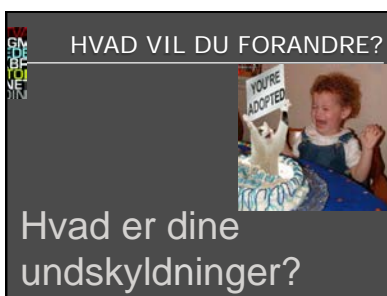 HVAD VIL DU FORANDRE?
YOU'RE
ADOPTED
Hvad er dine
undskyldninger?